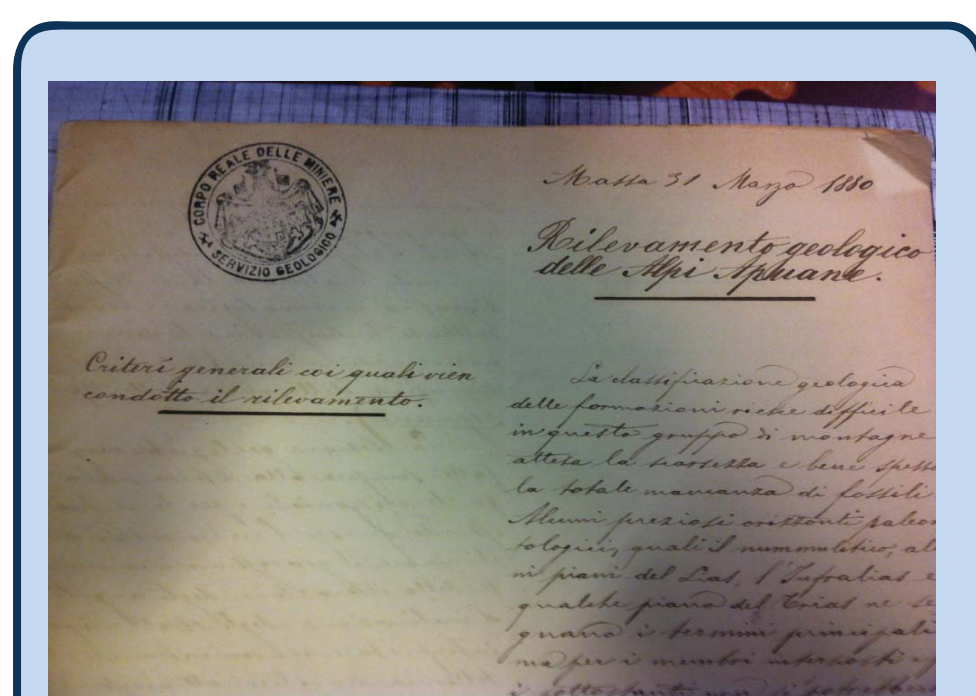 CORPO REALE DELLE MINIERE
SERVIZIO GEOLOGICO
Massa 31 Marzo 1880
Rilevamento geologico
delle Alpi Apuane.
Criterî generali coi quali vien
condotto il rilevamento.
La classificazione geologica
delle formazioni riesce difficile
in questo gruppo di montagne
attesa la scarsezza e bene spesso
la totale mancanza di fossili
Alcuni preziosi orizzonti paleon
tologici, quali il nummulitico, al
ni piani del Lias, l'Infralias e
qualche piano del Trias ne se
gnano i termini principali
ma per i membri interposti e
i sottostanti